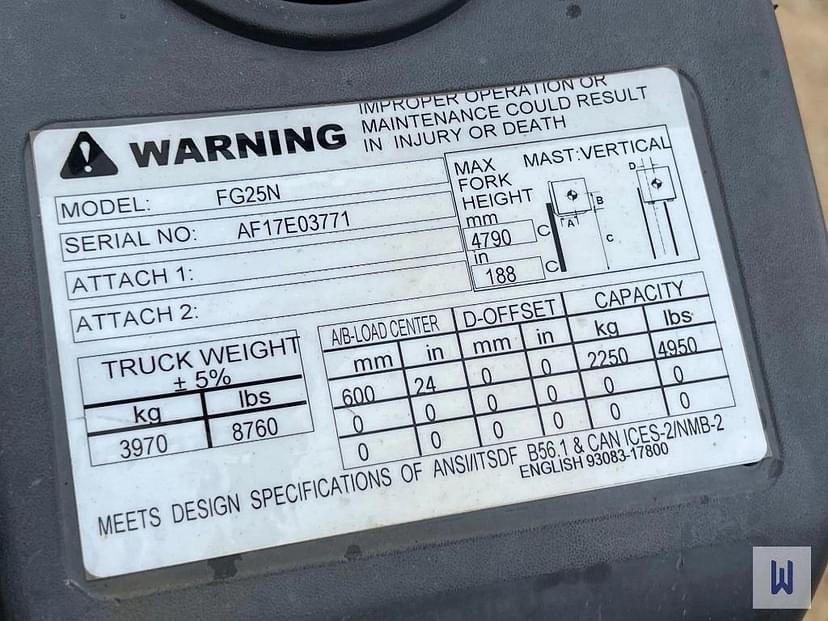 WARNING
IMPROPER OPERATION OR
MAINTENANCE COULD RESULT
IN INJURY OR DEATH
MODEL: FG25N
SERIAL NO: AF17E03771
ATTACH 1:
ATTACH 2:
MAX
FORK
HEIGHT
mm
4790 C
in
188 C
MAST:VERTICAL
A
B
C
D
TRUCK WEIGHT
± 5%
kg lbs
3970 8760
A/B-LOAD CENTER D-OFFSET CAPACITY
mm in mm in kg lbs
600 24 0 0 2250 4950
0 0 0 0 0 0
0 0 0 0 0 0
MEETS DESIGN SPECIFICATIONS OF ANSI/ITSDF B56.1 & CAN ICES-2/NMB-2
ENGLISH 93083-17800
W